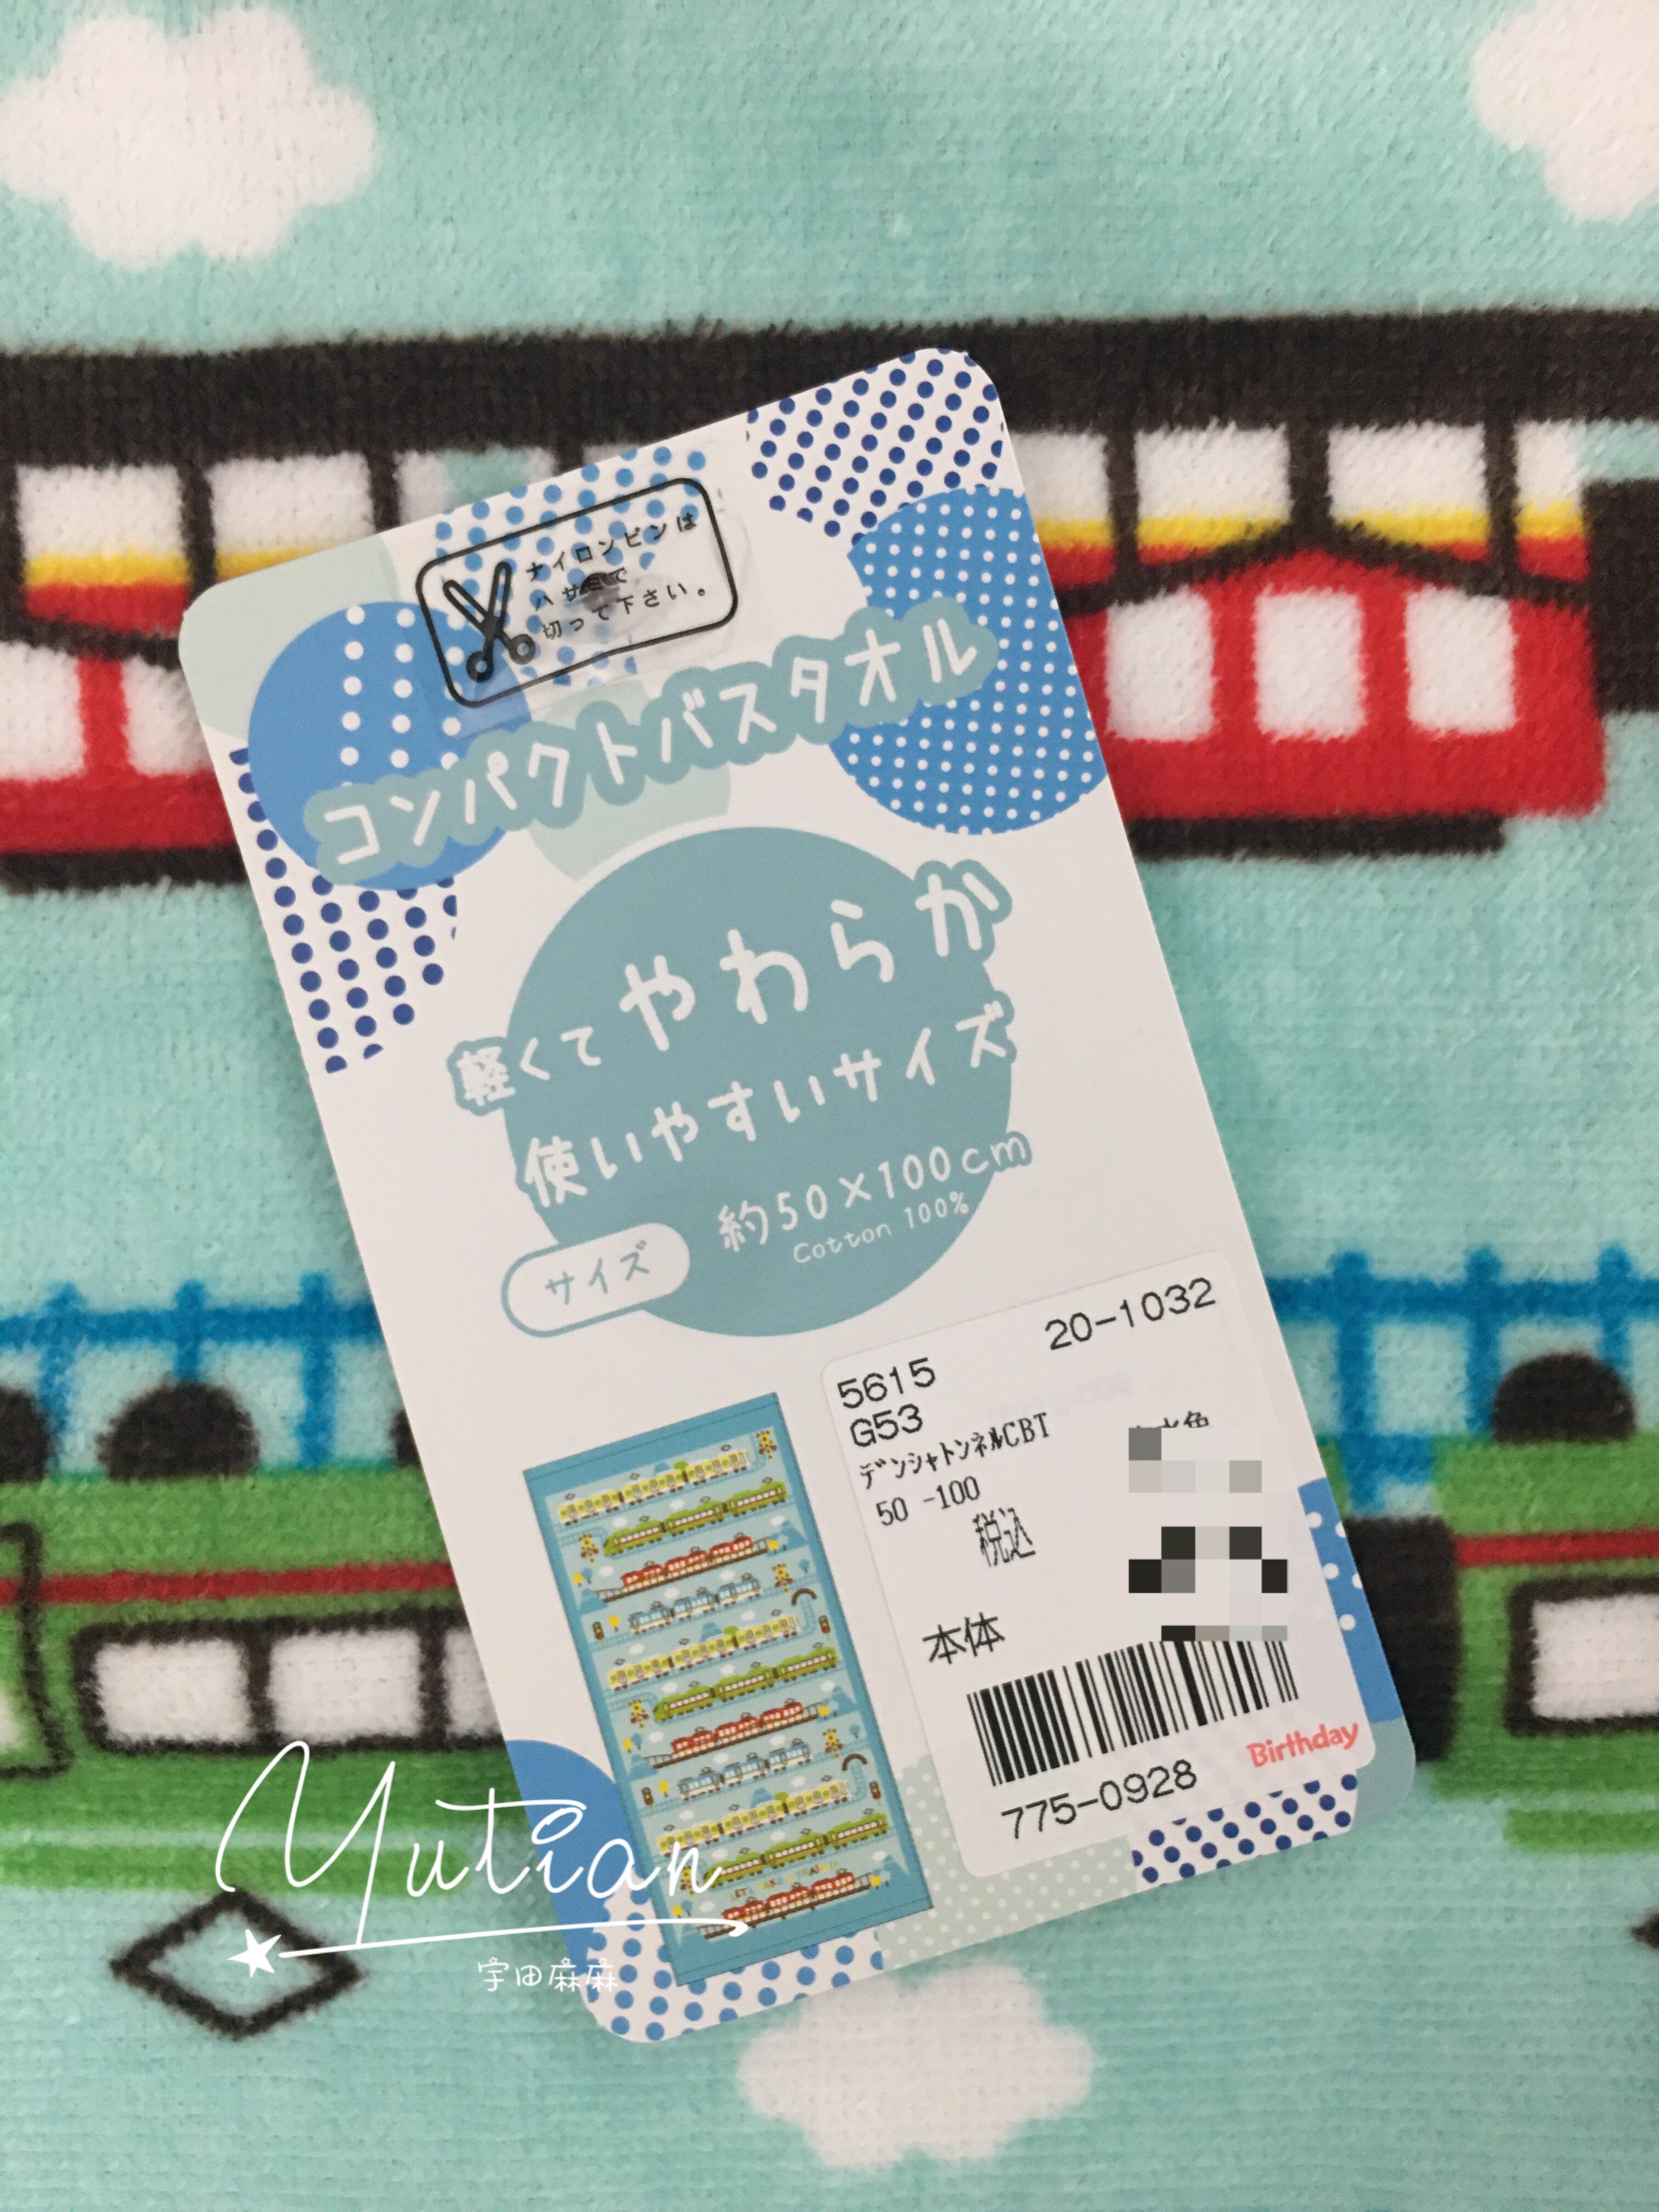 ナイロンピンは
ハサミで
切って下さい。
コンパクトバスタオル
軽くてやわらか
使いやすいサイズ
サイズ
約50×100cm
Cotton 100%
20-1032
5615
G53
デンシャトンネルCBT
50 -100
税込
本体
775-0928
Birthday
Yutian
宇田麻麻